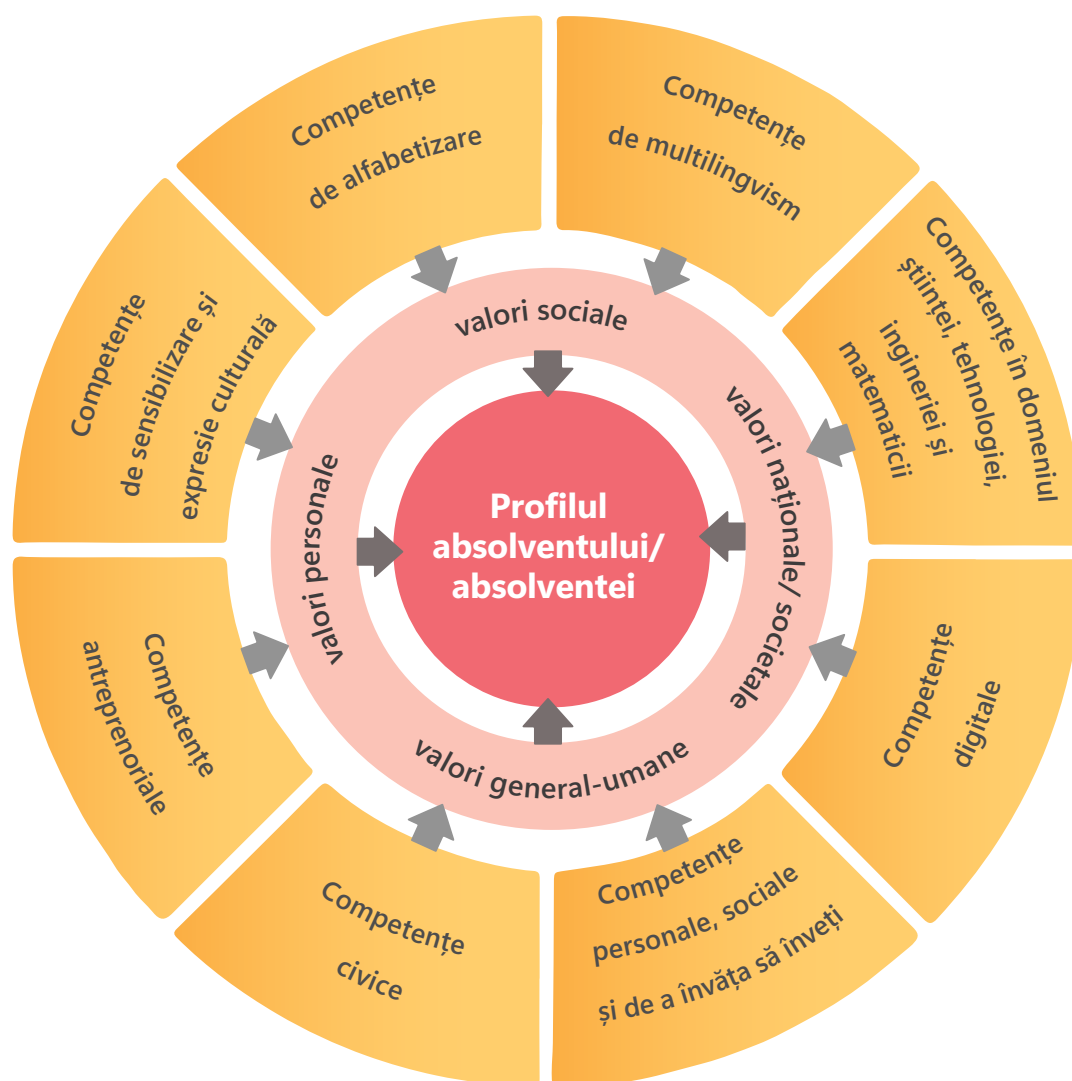 Competențe
de alfabetizare
Competențe
de multilingvism
Competențe în domeniul
științei, tehnologiei,
ingineriei și
matematicii
Competențe
digitale
Competențe
personale, sociale
și de a învăța să înveți
Competențe
civice
Competențe
antreprenoriale
Competențe
de sensibilizare și
expresie culturală
valori sociale
valori naționale/ societale
valori general-umane
valori personale
Profilul
absolventului/
absolventei